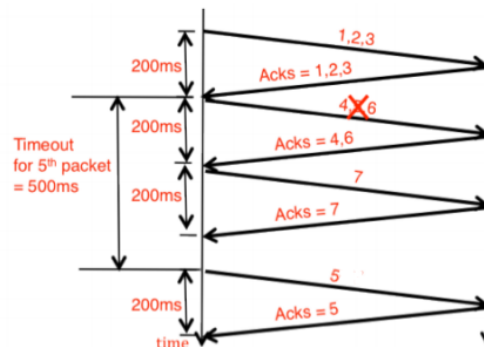 1,2,3
200ms
Acks = 1,2,3
4 X 6
200ms
Acks = 4,6
Timeout
for 5th packet
= 500ms
7
200ms
Acks = 7
5
200ms
Acks = 5
time